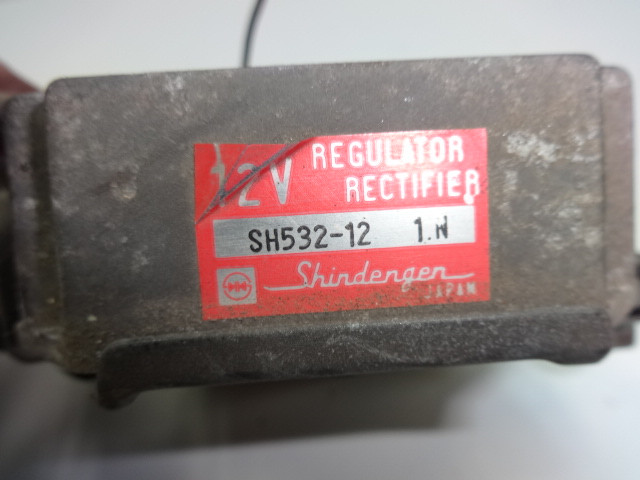 12V REGULATOR
RECTIFIER
SH532-12 1.N
Shindengen
JAPAN